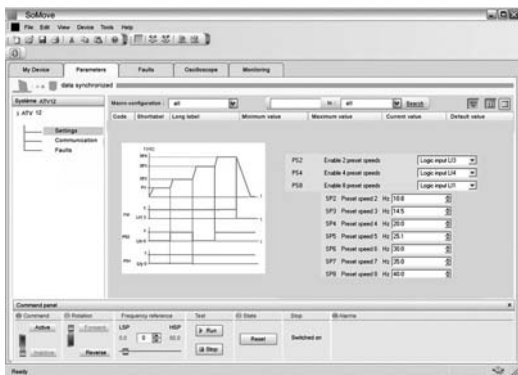 SoMove
File Edit View Device Tools Help
My Device Parameters Faults Oscilloscope Monitoring
data synchronized
Système ATV12
ATV 12
Settings
Communication
Faults
Macro configuration : all
in : all Search
Code Shortlabel Long label Minimum value Maximum value Current value Default value
PS2 Enable 2 preset speeds Logic input LI3
PS4 Enable 4 preset speeds Logic input LI4
PS8 Enable 8 preset speeds Logic input LI1
SP2 Preset speed 2 Hz 10.0
SP3 Preset speed 3 Hz 14.5
SP4 Preset speed 4 Hz 20.0
SP5 Preset speed 5 Hz 25.1
SP6 Preset speed 6 Hz 30.0
SP7 Preset speed 7 Hz 35.0
SP8 Preset speed 8 Hz 40.0
Command panel
Command Rotation Frequency reference Test State Stop Alarms
Active Forward LSP HSP Run
0.0 0 50.0 Reset Switched on
Inactive Reverse Stop
Ready